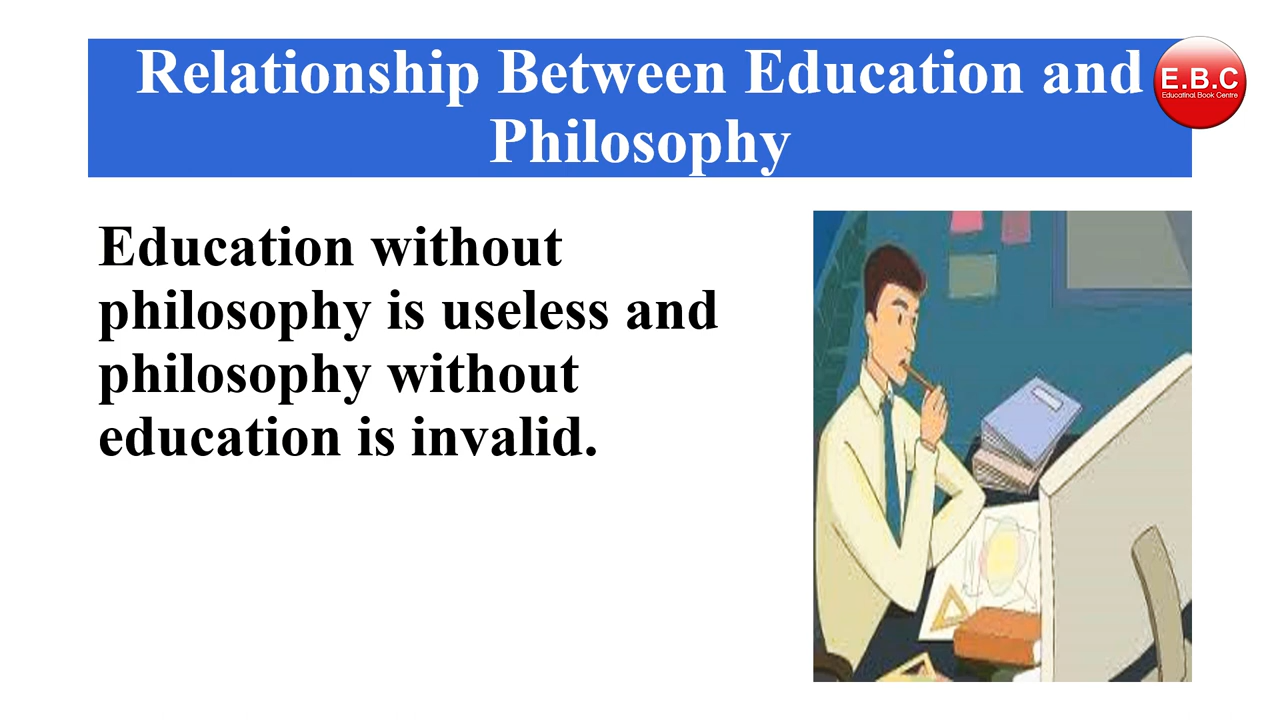 Relationship Between Education and
Philosophy
E.B.C
Educatinal Book Centre
Education without
philosophy is useless and
philosophy without
education is invalid.